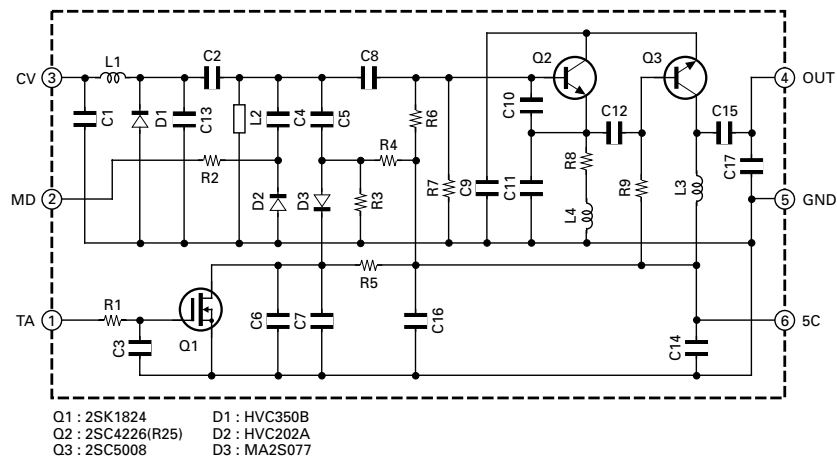 L1
C2
C8
Q2
Q3
CV 3
4 OUT
C1
D1
C13
L2
C4
C5
R6
C10
C12
C15
R4
R2
R8
C17
MD 2
D2
D3
R3
R7
C9
C11
L4
R9
L3
5 GND
R5
TA 1
R1
C3
Q1
C6
C7
C16
C14
6 5C
Q1 : 2SK1824
D1 : HVC350B
Q2 : 2SC4226(R25)
D2 : HVC202A
Q3 : 2SC5008
D3 : MA2S077